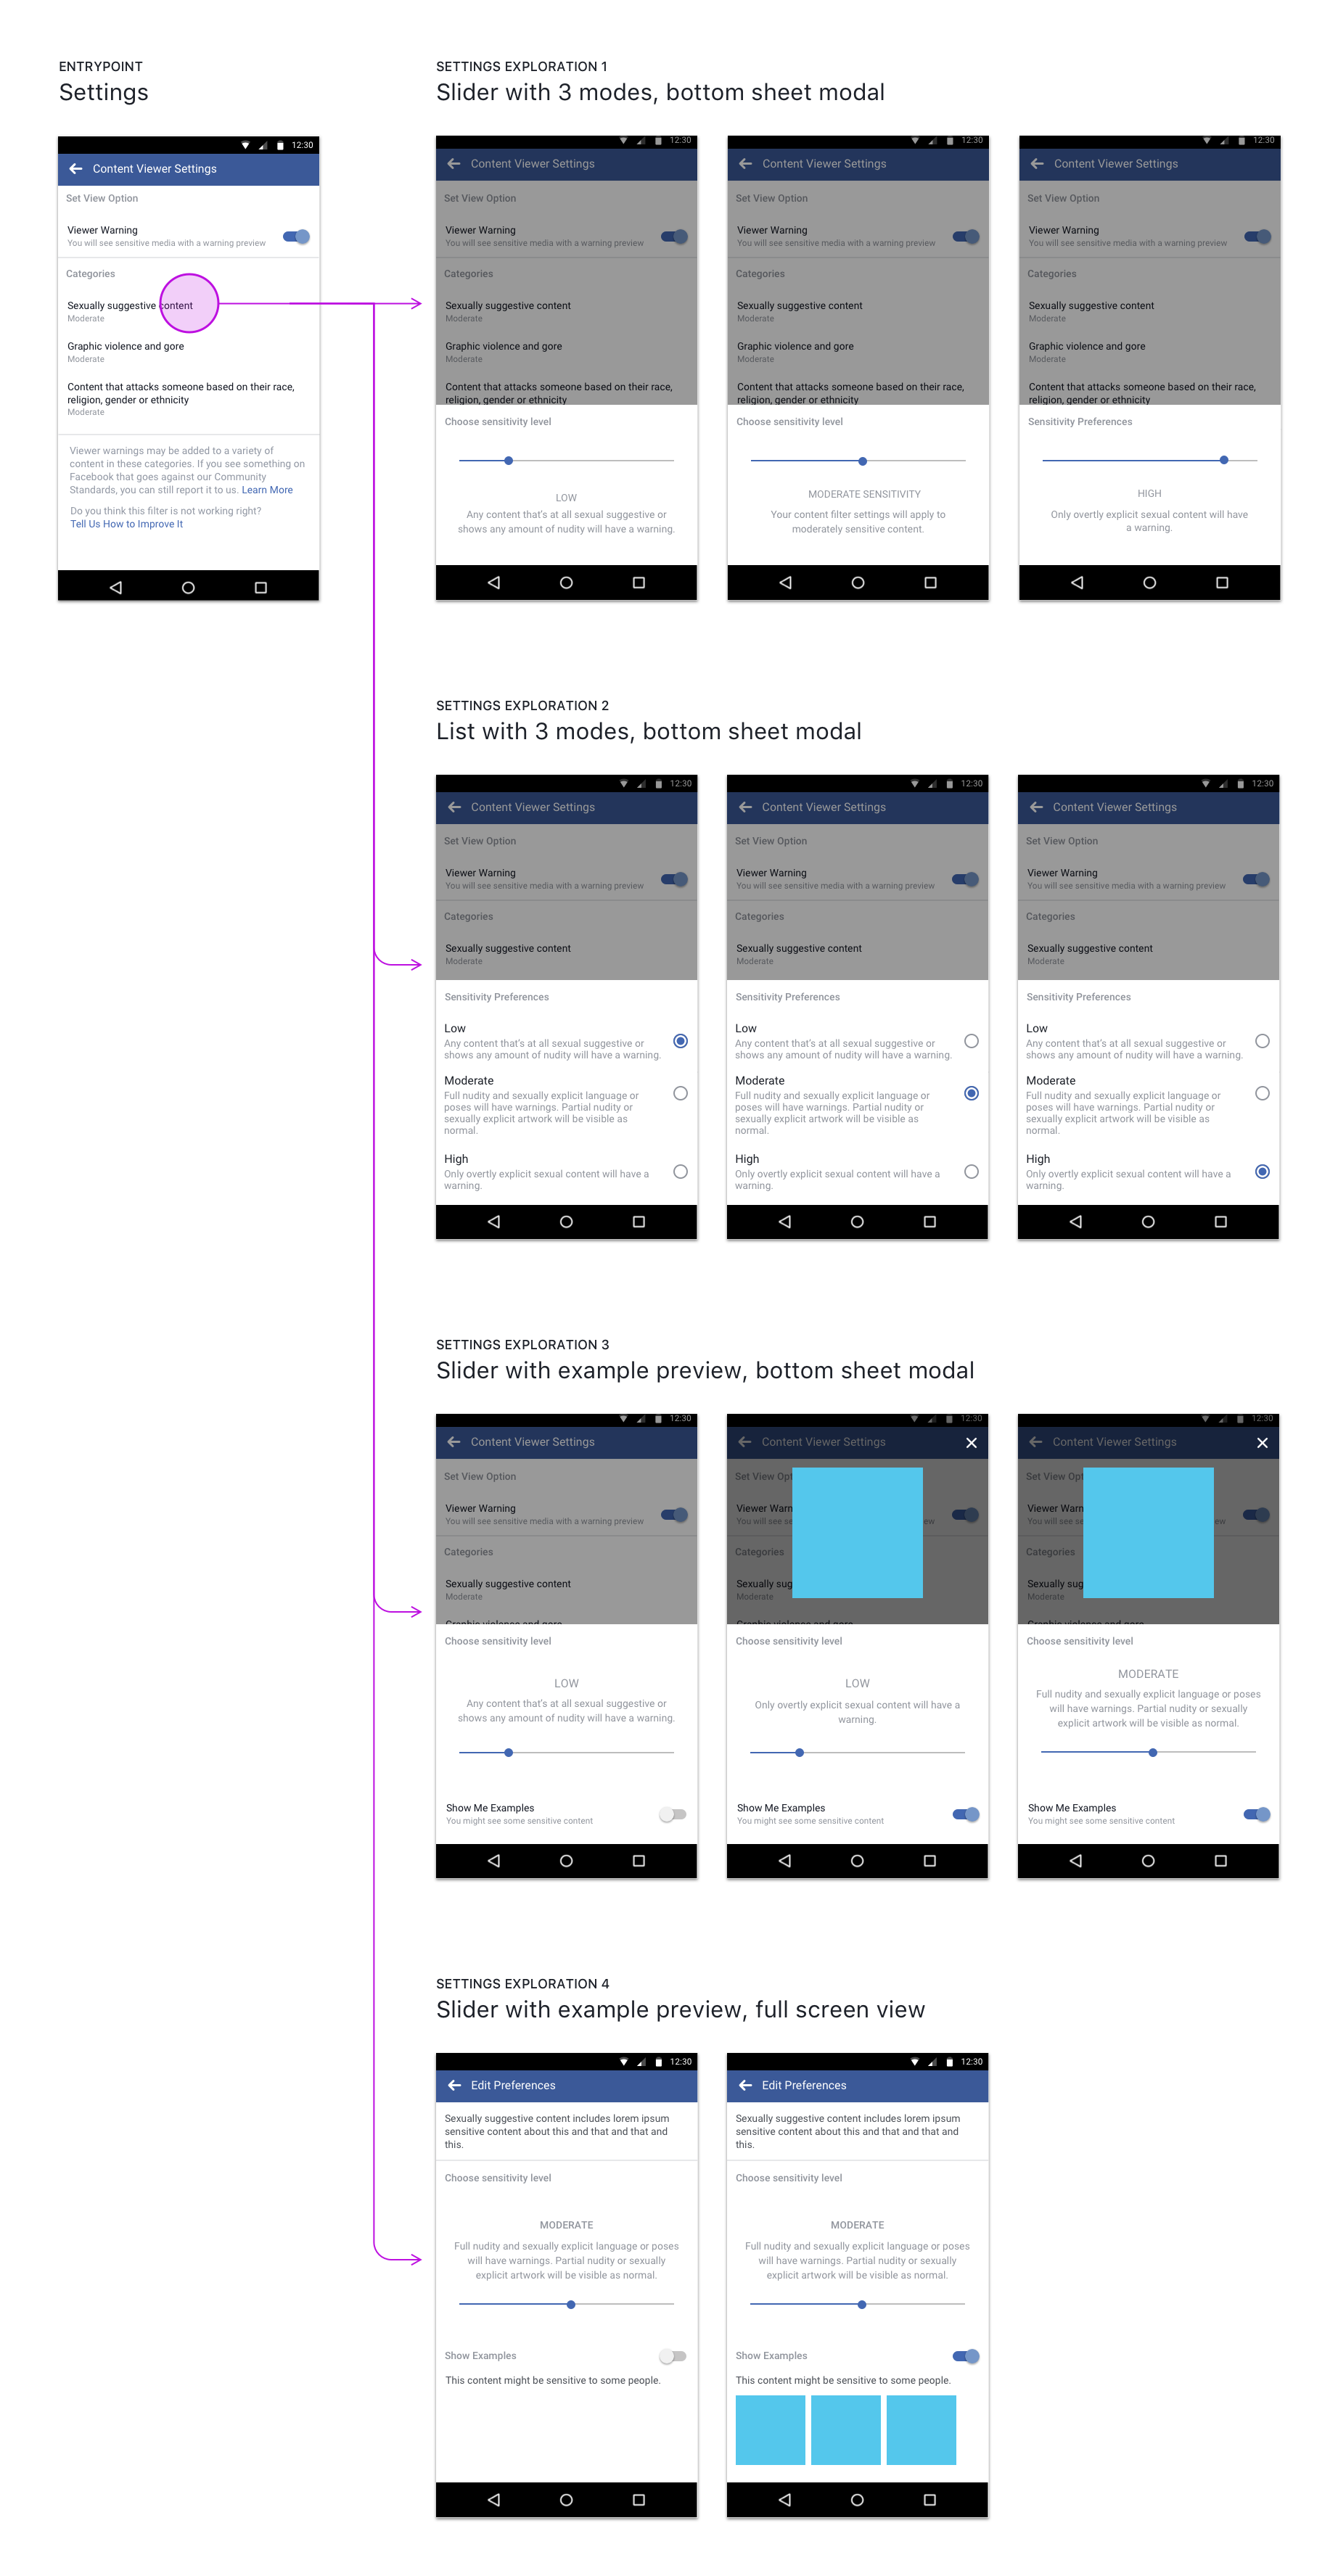 ENTRYPOINT
Settings
12:30
Content Viewer Settings
Set View Option
Viewer Warning
You will see sensitive media with a warning preview
Categories
Sexually suggestive content
Moderate
Graphic violence and gore
Moderate
Content that attacks someone based on their race,
religion, gender or ethnicity
Moderate
Viewer warnings may be added to a variety of
content in these categories. If you see something on
Facebook that goes against our Community
Standards, you can still report it to us. Learn More
Do you think this filter is not working right?
Tell Us How to Improve It
SETTINGS EXPLORATION 1
Slider with 3 modes, bottom sheet modal
12:30
Content Viewer Settings
Set View Option
Viewer Warning
You will see sensitive media with a warning preview
Categories
Sexually suggestive content
Moderate
Graphic violence and gore
Moderate
Content that attacks someone based on their race,
religion, gender or ethnicity
Choose sensitivity level
LOW
Any content that's at all sexual suggestive or
shows any amount of nudity will have a warning.
12:30
Content Viewer Settings
Set View Option
Viewer Warning
You will see sensitive media with a warning preview
Categories
Sexually suggestive content
Moderate
Graphic violence and gore
Moderate
Content that attacks someone based on their race,
religion, gender or ethnicity
Choose sensitivity level
MODERATE SENSITIVITY
Your content filter settings will apply to
moderately sensitive content.
12:30
Content Viewer Settings
Set View Option
Viewer Warning
You will see sensitive media with a warning preview
Categories
Sexually suggestive content
Moderate
Graphic violence and gore
Moderate
Content that attacks someone based on their race,
religion, gender or ethnicity
Sensitivity Preferences
HIGH
Only overtly explicit sexual content will have
a warning.
SETTINGS EXPLORATION 2
List with 3 modes, bottom sheet modal
12:30
Content Viewer Settings
Set View Option
Viewer Warning
You will see sensitive media with a warning preview
Categories
Sexually suggestive content
Moderate
Sensitivity Preferences
Low
Any content that's at all sexual suggestive or
shows any amount of nudity will have a warning.
Moderate
Full nudity and sexually explicit language or
poses will have warnings. Partial nudity or
sexually explicit artwork will be visible as
normal.
High
Only overtly explicit sexual content will have a
warning.
12:30
Content Viewer Settings
Set View Option
Viewer Warning
You will see sensitive media with a warning preview
Categories
Sexually suggestive content
Moderate
Sensitivity Preferences
Low
Any content that's at all sexual suggestive or
shows any amount of nudity will have a warning.
Moderate
Full nudity and sexually explicit language or
poses will have warnings. Partial nudity or
sexually explicit artwork will be visible as
normal.
High
Only overtly explicit sexual content will have a
warning.
12:30
Content Viewer Settings
Set View Option
Viewer Warning
You will see sensitive media with a warning preview
Categories
Sexually suggestive content
Moderate
Sensitivity Preferences
Low
Any content that's at all sexual suggestive or
shows any amount of nudity will have a warning.
Moderate
Full nudity and sexually explicit language or
poses will have warnings. Partial nudity or
sexually explicit artwork will be visible as
normal.
High
Only overtly explicit sexual content will have a
warning.
SETTINGS EXPLORATION 3
Slider with example preview, bottom sheet modal
12:30
Content Viewer Settings
Set View Option
Viewer Warning
You will see sensitive media with a warning preview
Categories
Sexually suggestive content
Moderate
Choose sensitivity level
LOW
Any content that's at all sexual suggestive or
shows any amount of nudity will have a warning.
Show Me Examples
You might see some sensitive content
12:30
Content Viewer Settings
Set View Opt
Viewer Warn
You will see se ew
Categories
Sexually sug
Moderate
Choose sensitivity level
LOW
Only overtly explicit sexual content will have a
warning.
Show Me Examples
You might see some sensitive content
12:30
Content Viewer Settings
Set View Opt
Viewer Warn
You will see se ew
Categories
Sexually sug
Moderate
Choose sensitivity level
MODERATE
Full nudity and sexually explicit language or poses
will have warnings. Partial nudity or sexually
explicit artwork will be visible as normal.
Show Me Examples
You might see some sensitive content
SETTINGS EXPLORATION 4
Slider with example preview, full screen view
12:30
Edit Preferences
Sexually suggestive content includes lorem ipsum
sensitive content about this and that and that and
this.
Choose sensitivity level
MODERATE
Full nudity and sexually explicit language or poses
will have warnings. Partial nudity or sexually
explicit artwork will be visible as normal.
Show Examples
This content might be sensitive to some people.
12:30
Edit Preferences
Sexually suggestive content includes lorem ipsum
sensitive content about this and that and that and
this.
Choose sensitivity level
MODERATE
Full nudity and sexually explicit language or poses
will have warnings. Partial nudity or sexually
explicit artwork will be visible as normal.
Show Examples
This content might be sensitive to some people.